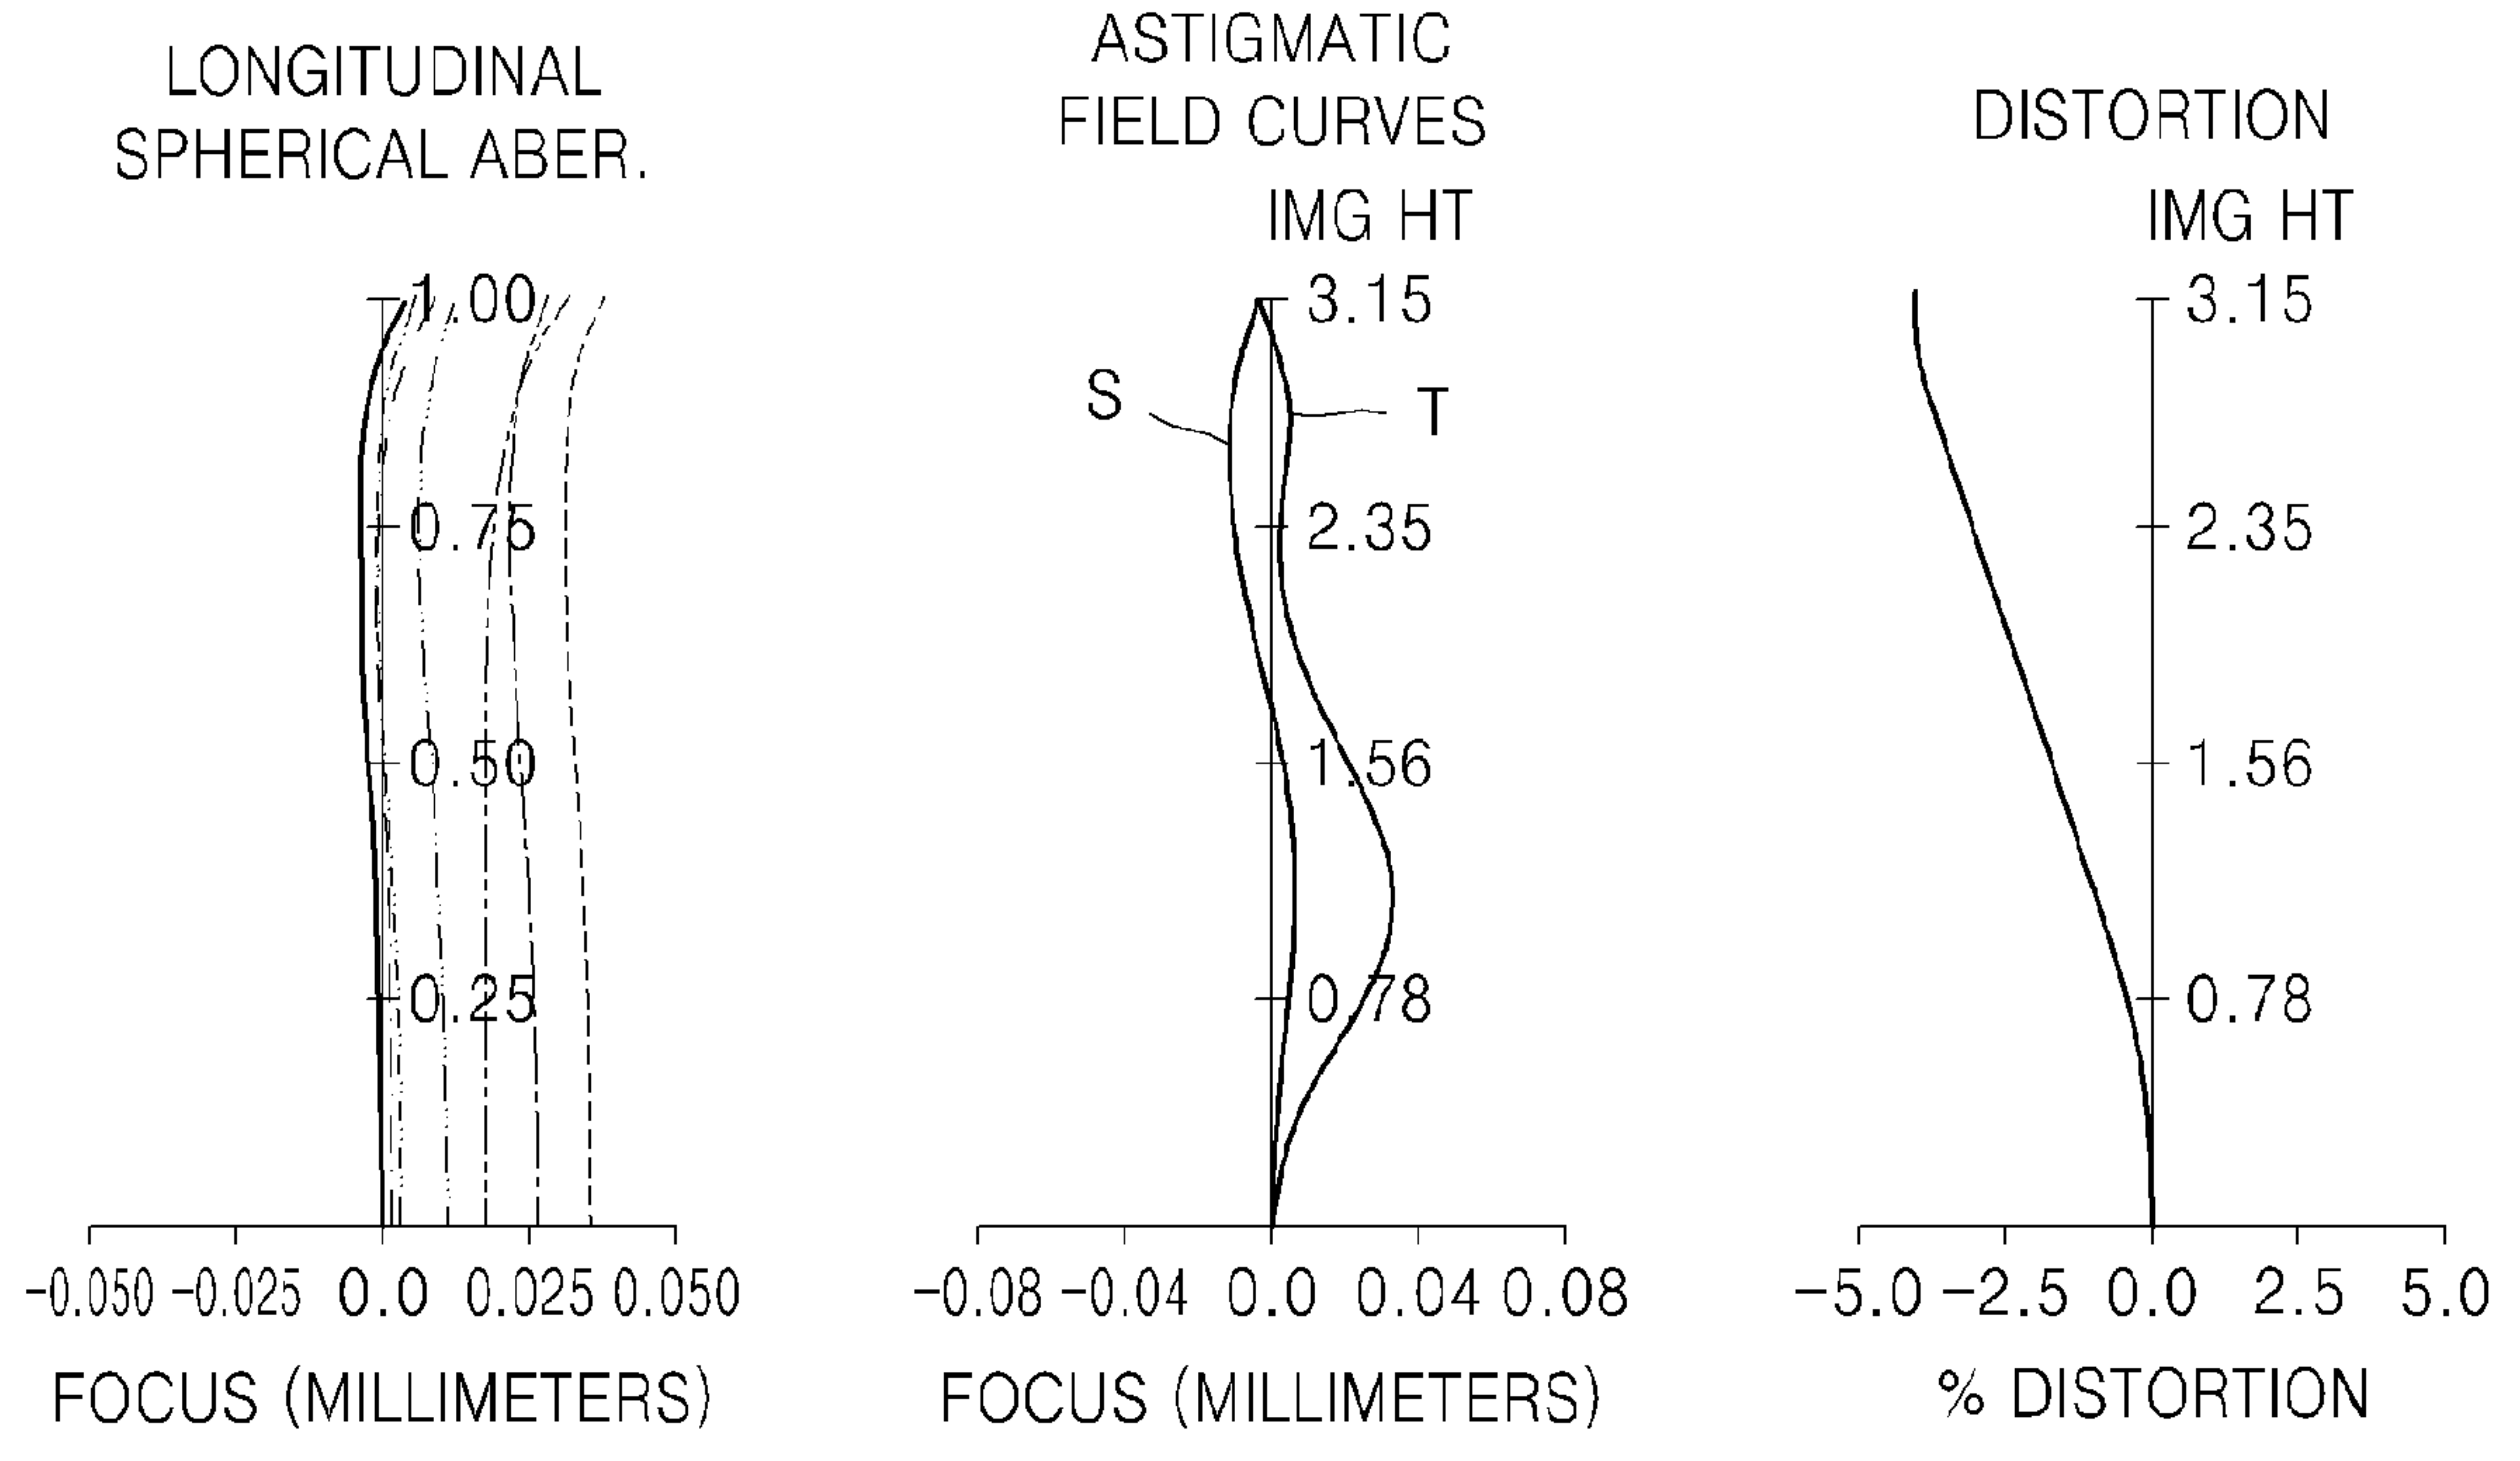 LONGITUDINAL
SPHERICAL ABER.
1.00
0.75
0.50
0.25
-0.050 -0.025 0.0 0.025 0.050
FOCUS (MILLIMETERS)
ASTIGMATIC
FIELD CURVES
IMG HT
3.15
S T
2.35
1.56
0.78
-0.08 -0.04 0.0 0.04 0.08
FOCUS (MILLIMETERS)
DISTORTION
IMG HT
3.15
2.35
1.56
0.78
-5.0 -2.5 0.0 2.5 5.0
% DISTORTION